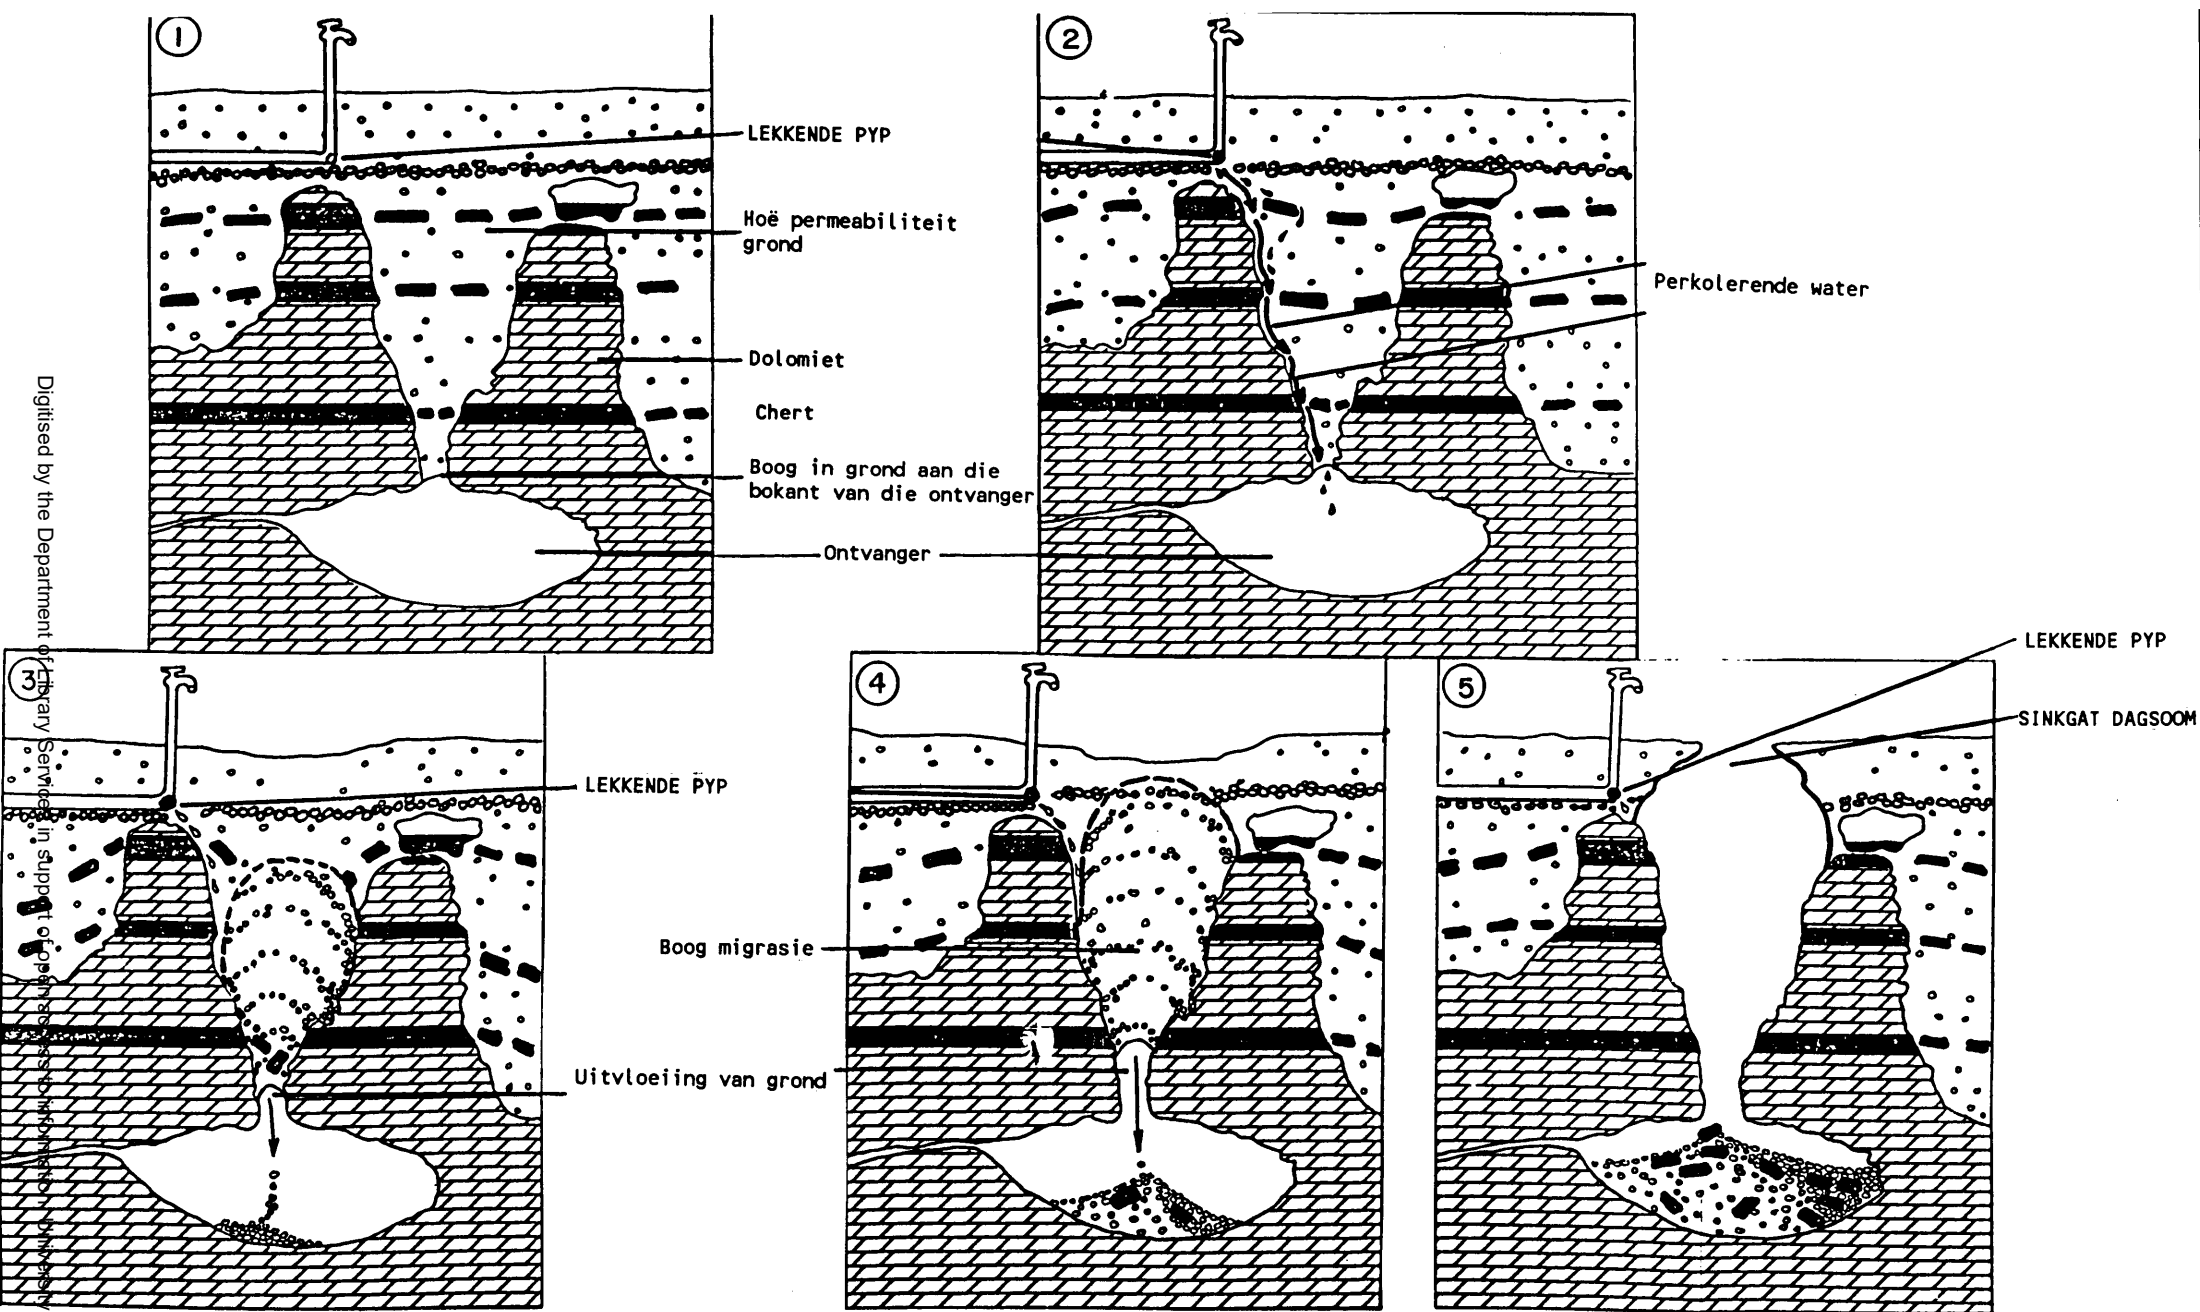 1
2
LEKKENDE PYP
Hoë permeabiliteit
grond
Perkolerende water
Dolomiet
Chert
Boog in grond aan die
bokant van die ontvanger
Ontvanger
3
4
5
LEKKENDE PYP
SINKGAT DAGSOOM
LEKKENDE PYP
Boog migrasie
Uitvloeiing van grond
Digitised by the Department of Library Services in support of open access to information, University